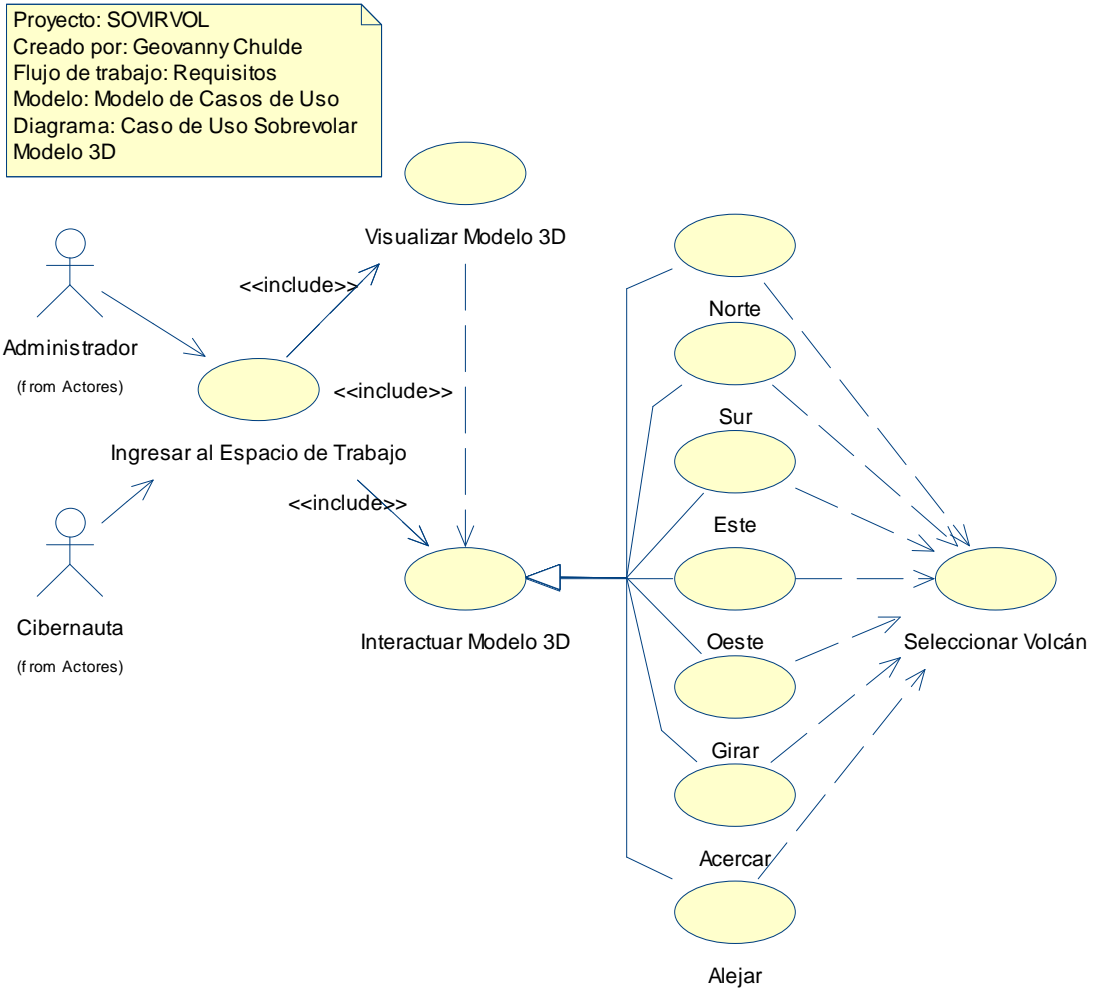 Proyecto: SOVIRVOL
Creado por: Geovanny Chulde
Flujo de trabajo: Requisitos
Modelo: Modelo de Casos de Uso
Diagrama: Caso de Uso Sobrevolar
Modelo 3D
Visualizar Modelo 3D
<<include>>
Administrador
(from Actores)
<<include>>
Ingresar al Espacio de Trabajo
<<include>>
Cibernauta
(from Actores)
Interactuar Modelo 3D
Norte
Sur
Este
Oeste
Girar
Acercar
Alejar
Seleccionar Volcán